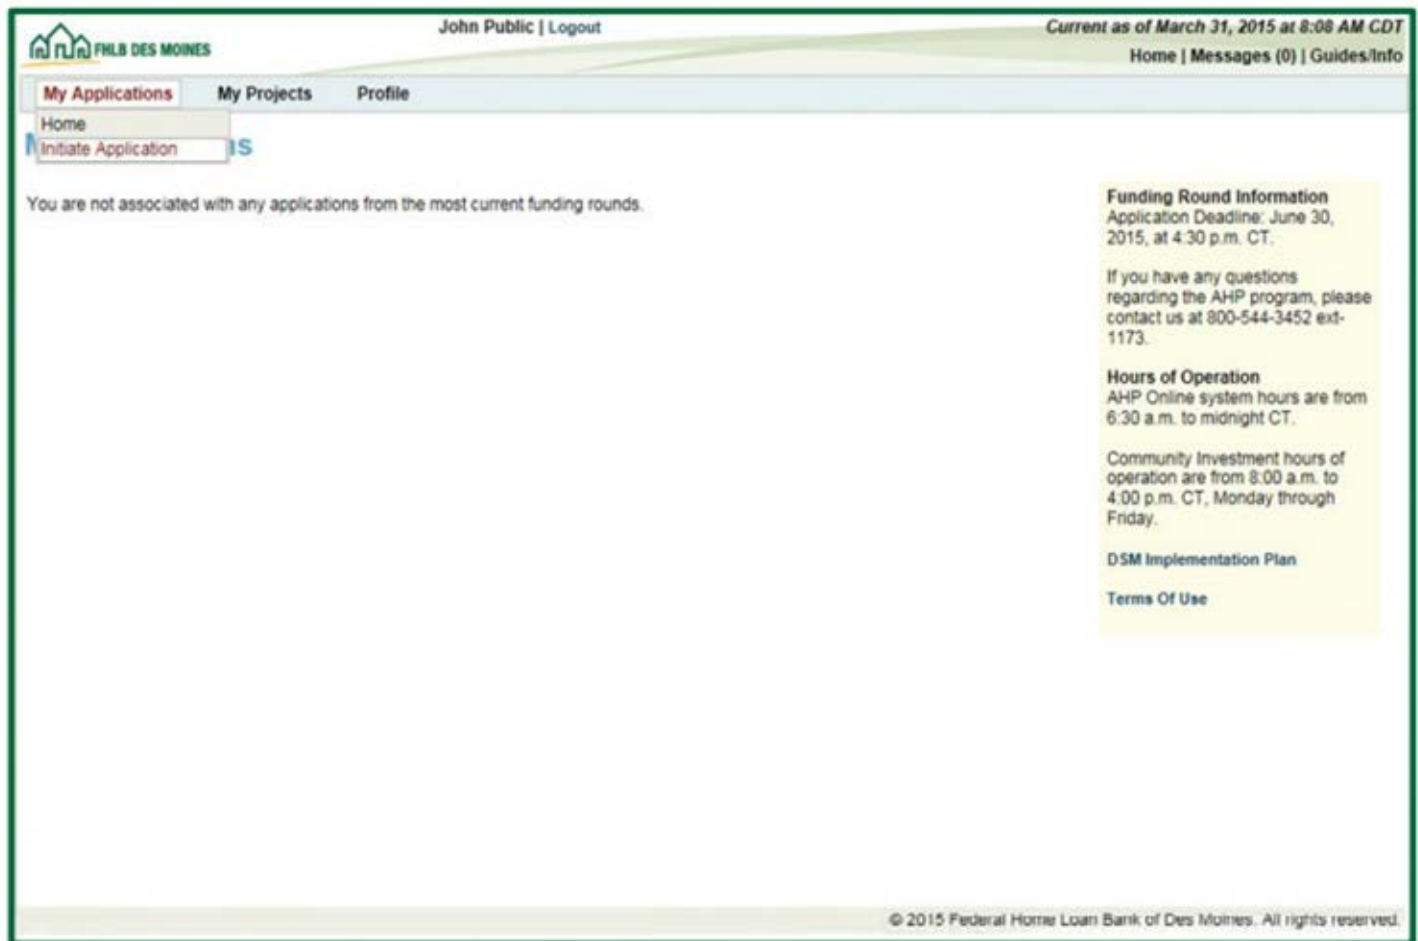 John Public | Logout
Current as of March 31, 2015 at 8:08 AM CDT
FHLB DES MOINES
Home | Messages (0) | Guides/Info
My Applications My Projects Profile
Home
Initiate Application
You are not associated with any applications from the most current funding rounds.
Funding Round Information
Application Deadline: June 30,
2015, at 4:30 p.m. CT.
If you have any questions
regarding the AHP program, please
contact us at 800-544-3452 ext-
1173.
Hours of Operation
AHP Online system hours are from
6:30 a.m. to midnight CT.
Community Investment hours of
operation are from 8:00 a.m. to
4:00 p.m. CT, Monday through
Friday.
DSM Implementation Plan
Terms Of Use
© 2015 Federal Home Loan Bank of Des Moines. All rights reserved.